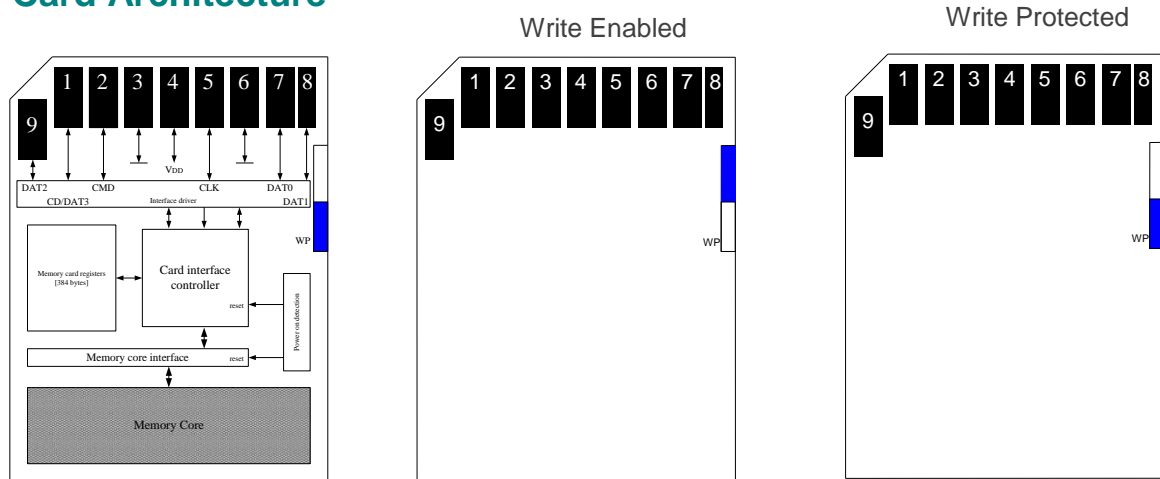 Card Architecture
Write Enabled
Write Protected
1 2 3 4 5 6 7 8
9
VDD
DAT2 CMD CLK DAT0
CD/DAT3 Interface driver DAT1
WP
Memory card registers
[384 bytes]
Card interface
controller
reset
Power on detection
Memory core interface reset
Memory Core
1 2 3 4 5 6 7 8
9
WP
1 2 3 4 5 6 7 8
9
WP